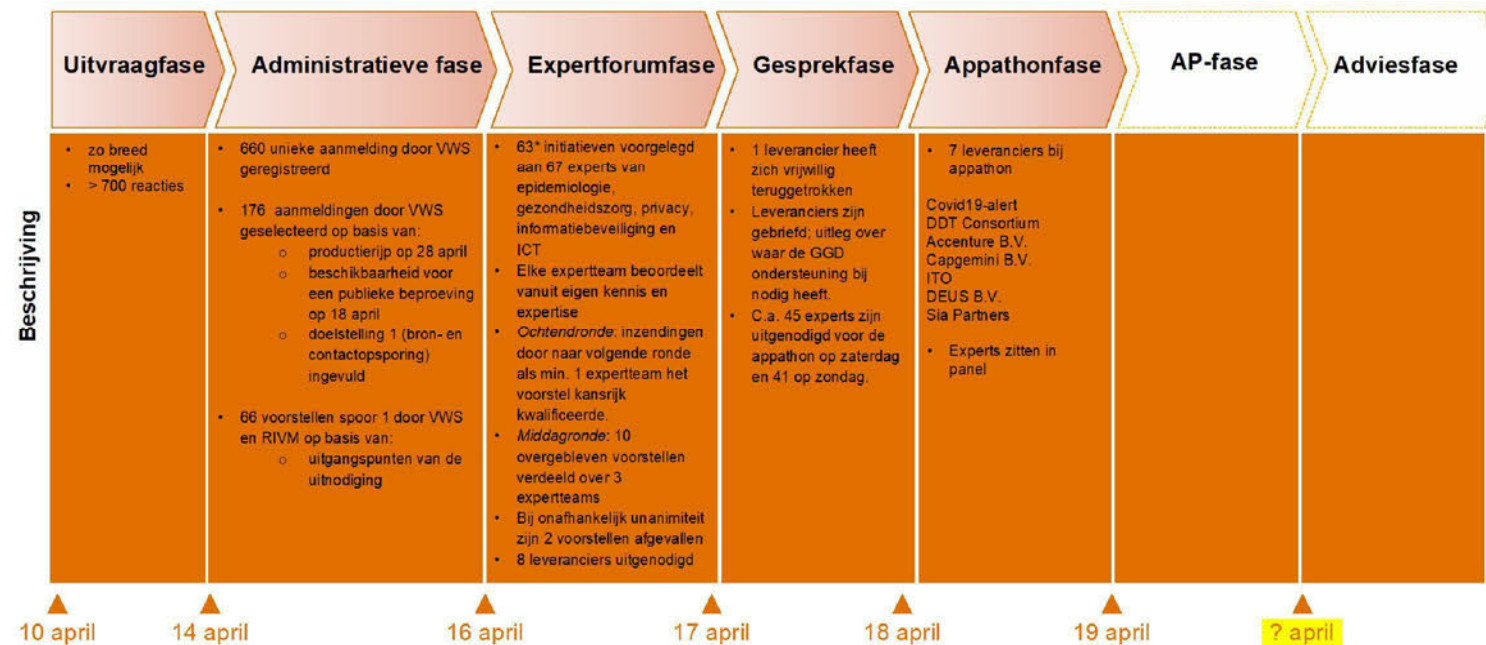 Uitvraagfase
Administratieve fase
Expertforumfase
Gesprekfase
Appathonfase
AP-fase
Adviesfase
Beschrijving
• zo breed
mogelijk
• > 700 reacties
• 660 unieke aanmelding door VWS
geregistreerd
• 176 aanmeldingen door VWS
geselecteerd op basis van:
o productierijp op 28 april
o beschikbaarheid voor
een publieke beproeving
op 18 april
o doelstelling 1 (bron- en
contactopsporing)
ingevuld
• 66 voorstellen spoor 1 door VWS
en RIVM op basis van:
o uitgangspunten van de
uitnodiging
• 63* initiatieven voorgelegd
aan 67 experts van
epidemiologie,
gezondheidszorg, privacy,
informatiebeveiliging en
ICT
• Elke expertteam beoordeelt
vanuit eigen kennis en
expertise
• Ochtendronde: inzendingen
door naar volgende ronde
als min. 1 expertteam het
voorstel kansrijk
kwalificeerde.
• Middagronde: 10
overgebleven voorstellen
verdeeld over 3
expertteams
• Bij onafhankelijk unanimiteit
zijn 2 voorstellen afgevallen
• 8 leveranciers uitgenodigd
• 1 leverancier heeft
zich vrijwillig
teruggetrokken
• Leveranciers zijn
gebriefd; uitleg over
waar de GGD
ondersteuning bij
nodig heeft.
• C.a. 45 experts zijn
uitgenodigd voor de
appathon op zaterdag
en 41 op zondag.
• 7 leveranciers bij
appathon
Covid19-alert
DDT Consortium
Accenture B.V.
Capgemini B.V.
ITO
DEUS B.V.
Sia Partners
• Experts zitten in
panel
10 april
14 april
16 april
17 april
18 april
19 april
? april